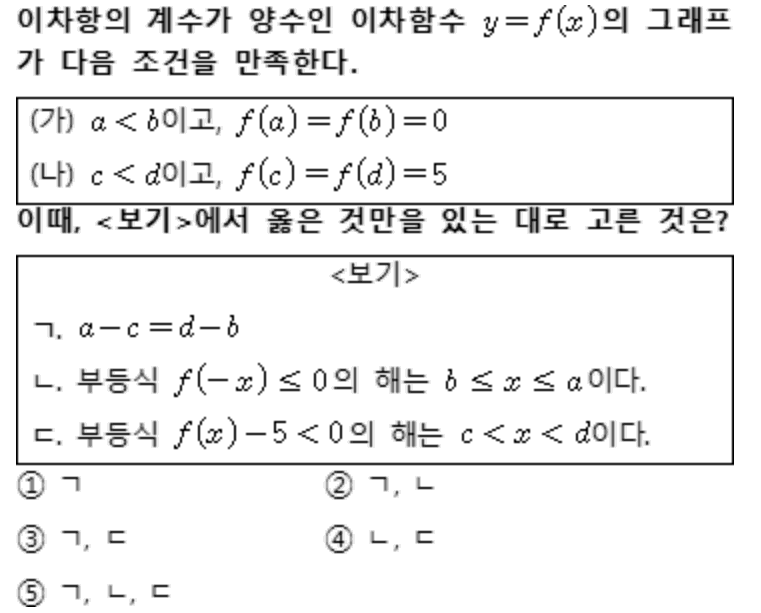 이차항의 계수가 양수인 이차함수 y=f(x)의 그래프
가 다음 조건을 만족한다.
(가) a<b이고, f(a)=f(b)=0
(나) c<d이고, f(c)=f(d)=5
이때, <보기>에서 옳은 것만을 있는 대로 고른 것은?
<보기>
ㄱ. a-c=d-b
ㄴ. 부등식 f(-x)≤0의 해는 b≤x≤a이다.
ㄷ. 부등식 f(x)-5<0의 해는 c<x<d이다.
① ㄱ ② ㄱ, ㄴ
③ ㄱ, ㄷ ④ ㄴ, ㄷ
⑤ ㄱ, ㄴ, ㄷ